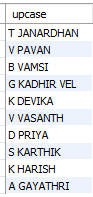 upcase
T JANARDHAN
V PAVAN
B VAMSI
G KADHIR VEL
K DEVIKA
V VASANTH
D PRIYA
S KARTHIK
K HARISH
A GAYATHRI